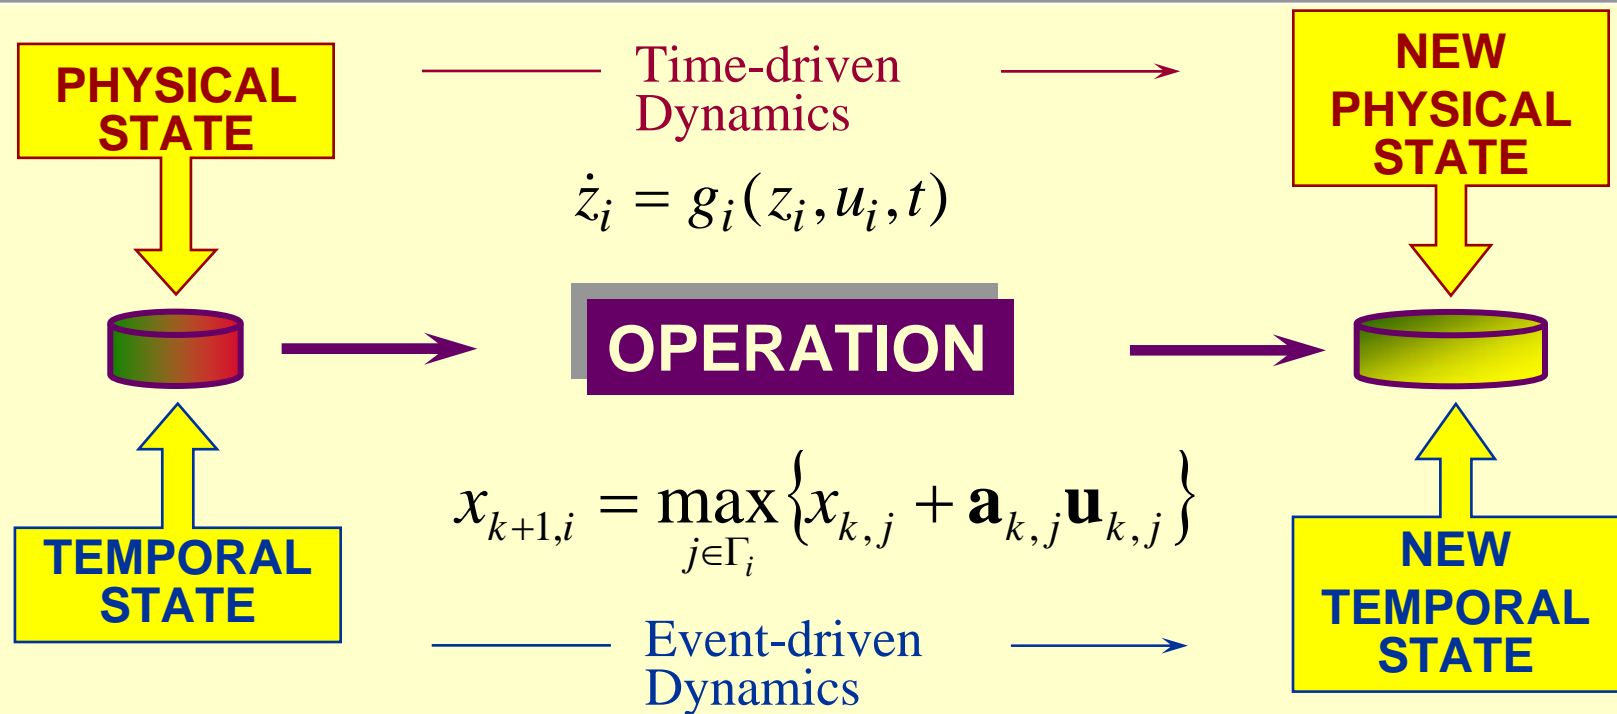 PHYSICAL
STATE
Time-driven
Dynamics
NEW
PHYSICAL
STATE
ż_i = g_i(z_i, u_i, t)
OPERATION
x_{k+1,i} = max_{j∈Γ_i} {x_{k,j} + a_{k,j} u_{k,j}}
TEMPORAL
STATE
NEW
TEMPORAL
STATE
Event-driven
Dynamics